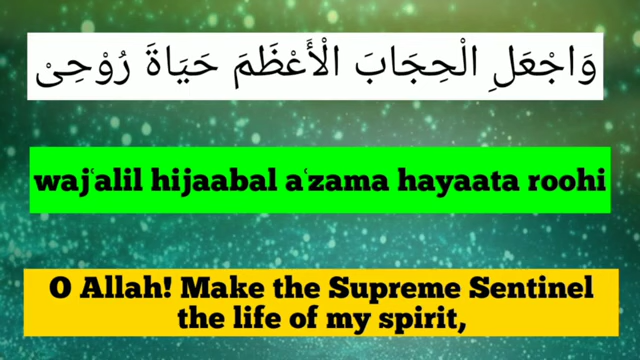 وَاجْعَلِ الْحِجَابَ الْأَعْظَمَ حَيَاةَ رُوْحِىْ
wajʿalil hijaabal aʿzama hayaata roohi
O Allah! Make the Supreme Sentinel
the life of my spirit,